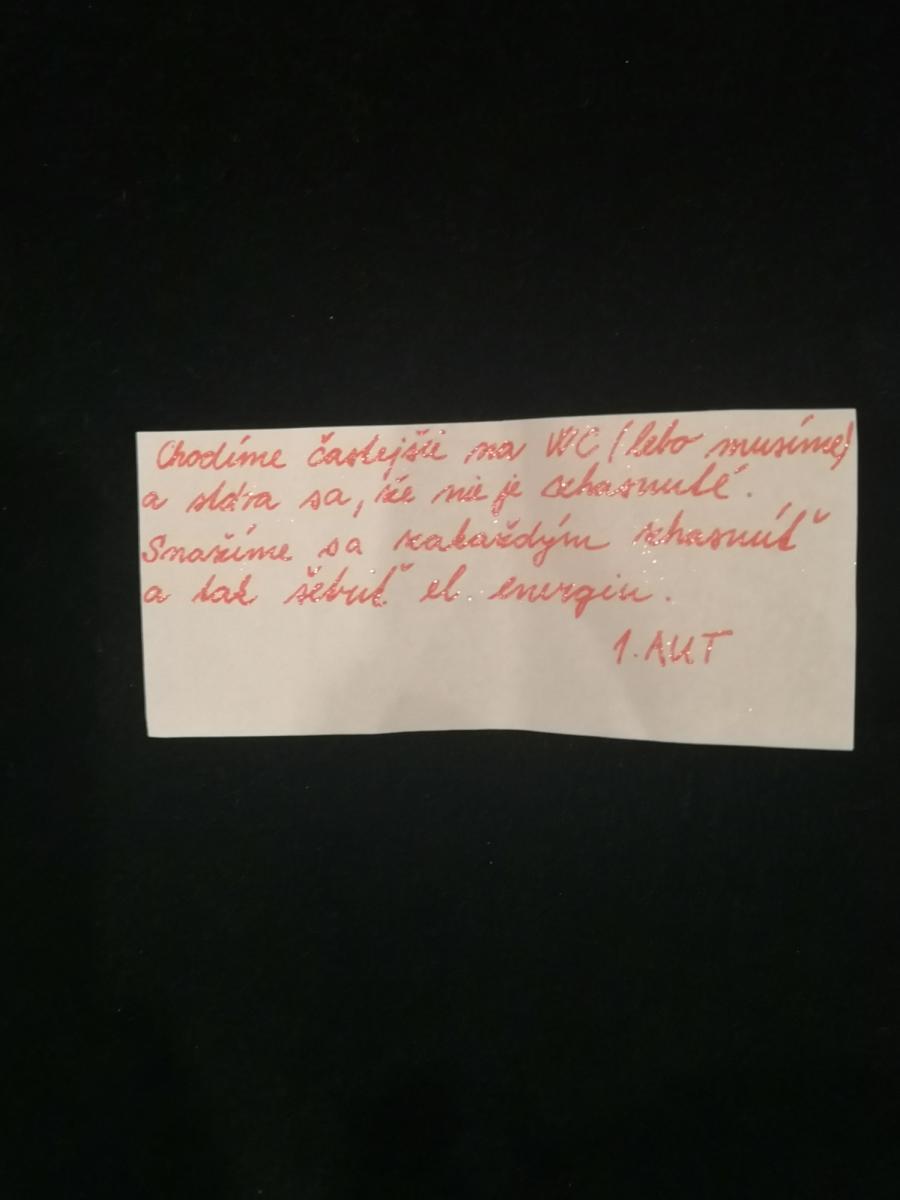 Chodíme častejšie na WC (lebo musíme)
a stáva sa, že nie je zhasnuté.
Snažíme sa zakaždým zhasnúť
a tak šetriť el. energiu.
1. AUT